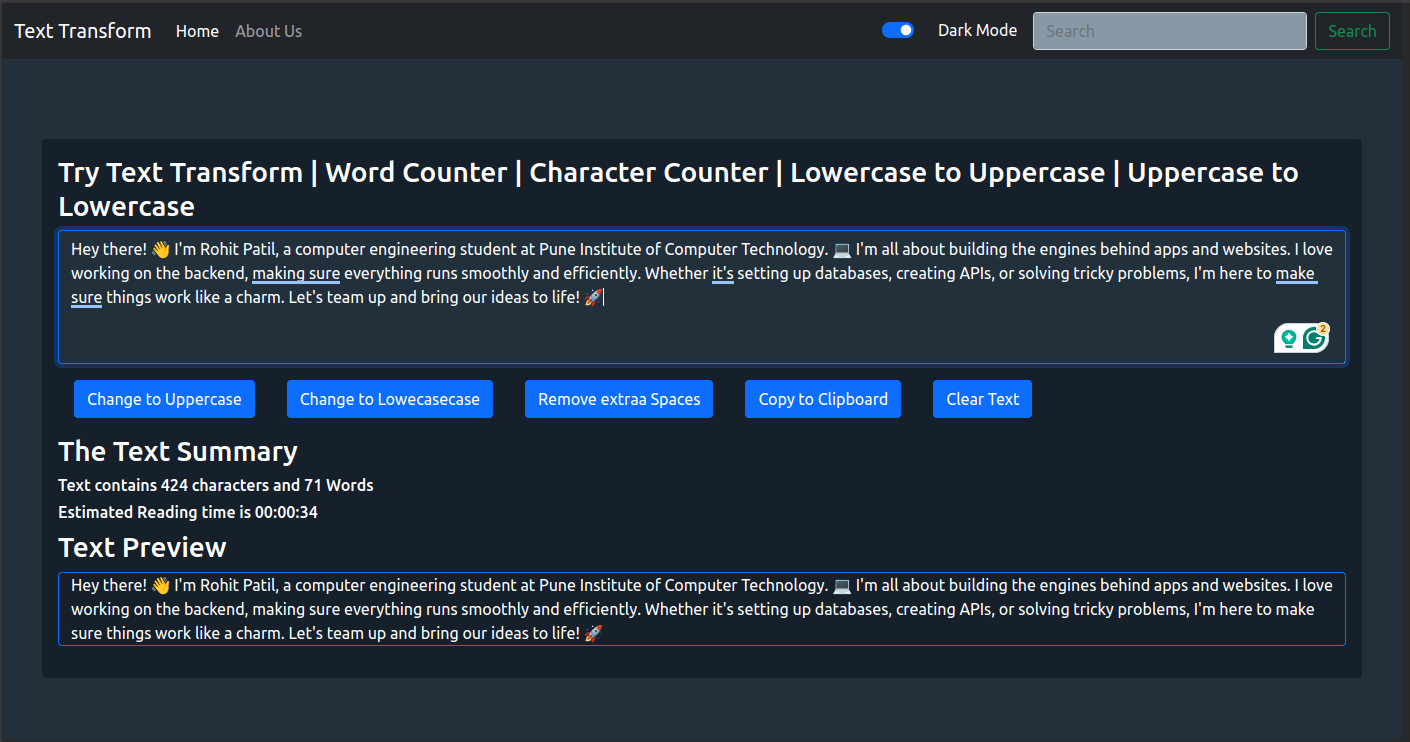 Text Transform Home About Us Dark Mode Search Search
Try Text Transform | Word Counter | Character Counter | Lowercase to Uppercase | Uppercase to
Lowercase
Hey there! 👋 I'm Rohit Patil, a computer engineering student at Pune Institute of Computer Technology. 💻 I'm all about building the engines behind apps and websites. I love
working on the backend, making sure everything runs smoothly and efficiently. Whether it's setting up databases, creating APIs, or solving tricky problems, I'm here to make
sure things work like a charm. Let's team up and bring our ideas to life! 🚀
2
Change to Uppercase Change to Lowecasecase Remove extraa Spaces Copy to Clipboard Clear Text
The Text Summary
Text contains 424 characters and 71 Words
Estimated Reading time is 00:00:34
Text Preview
Hey there! 👋 I'm Rohit Patil, a computer engineering student at Pune Institute of Computer Technology. 💻 I'm all about building the engines behind apps and websites. I love
working on the backend, making sure everything runs smoothly and efficiently. Whether it's setting up databases, creating APIs, or solving tricky problems, I'm here to make
sure things work like a charm. Let's team up and bring our ideas to life! 🚀